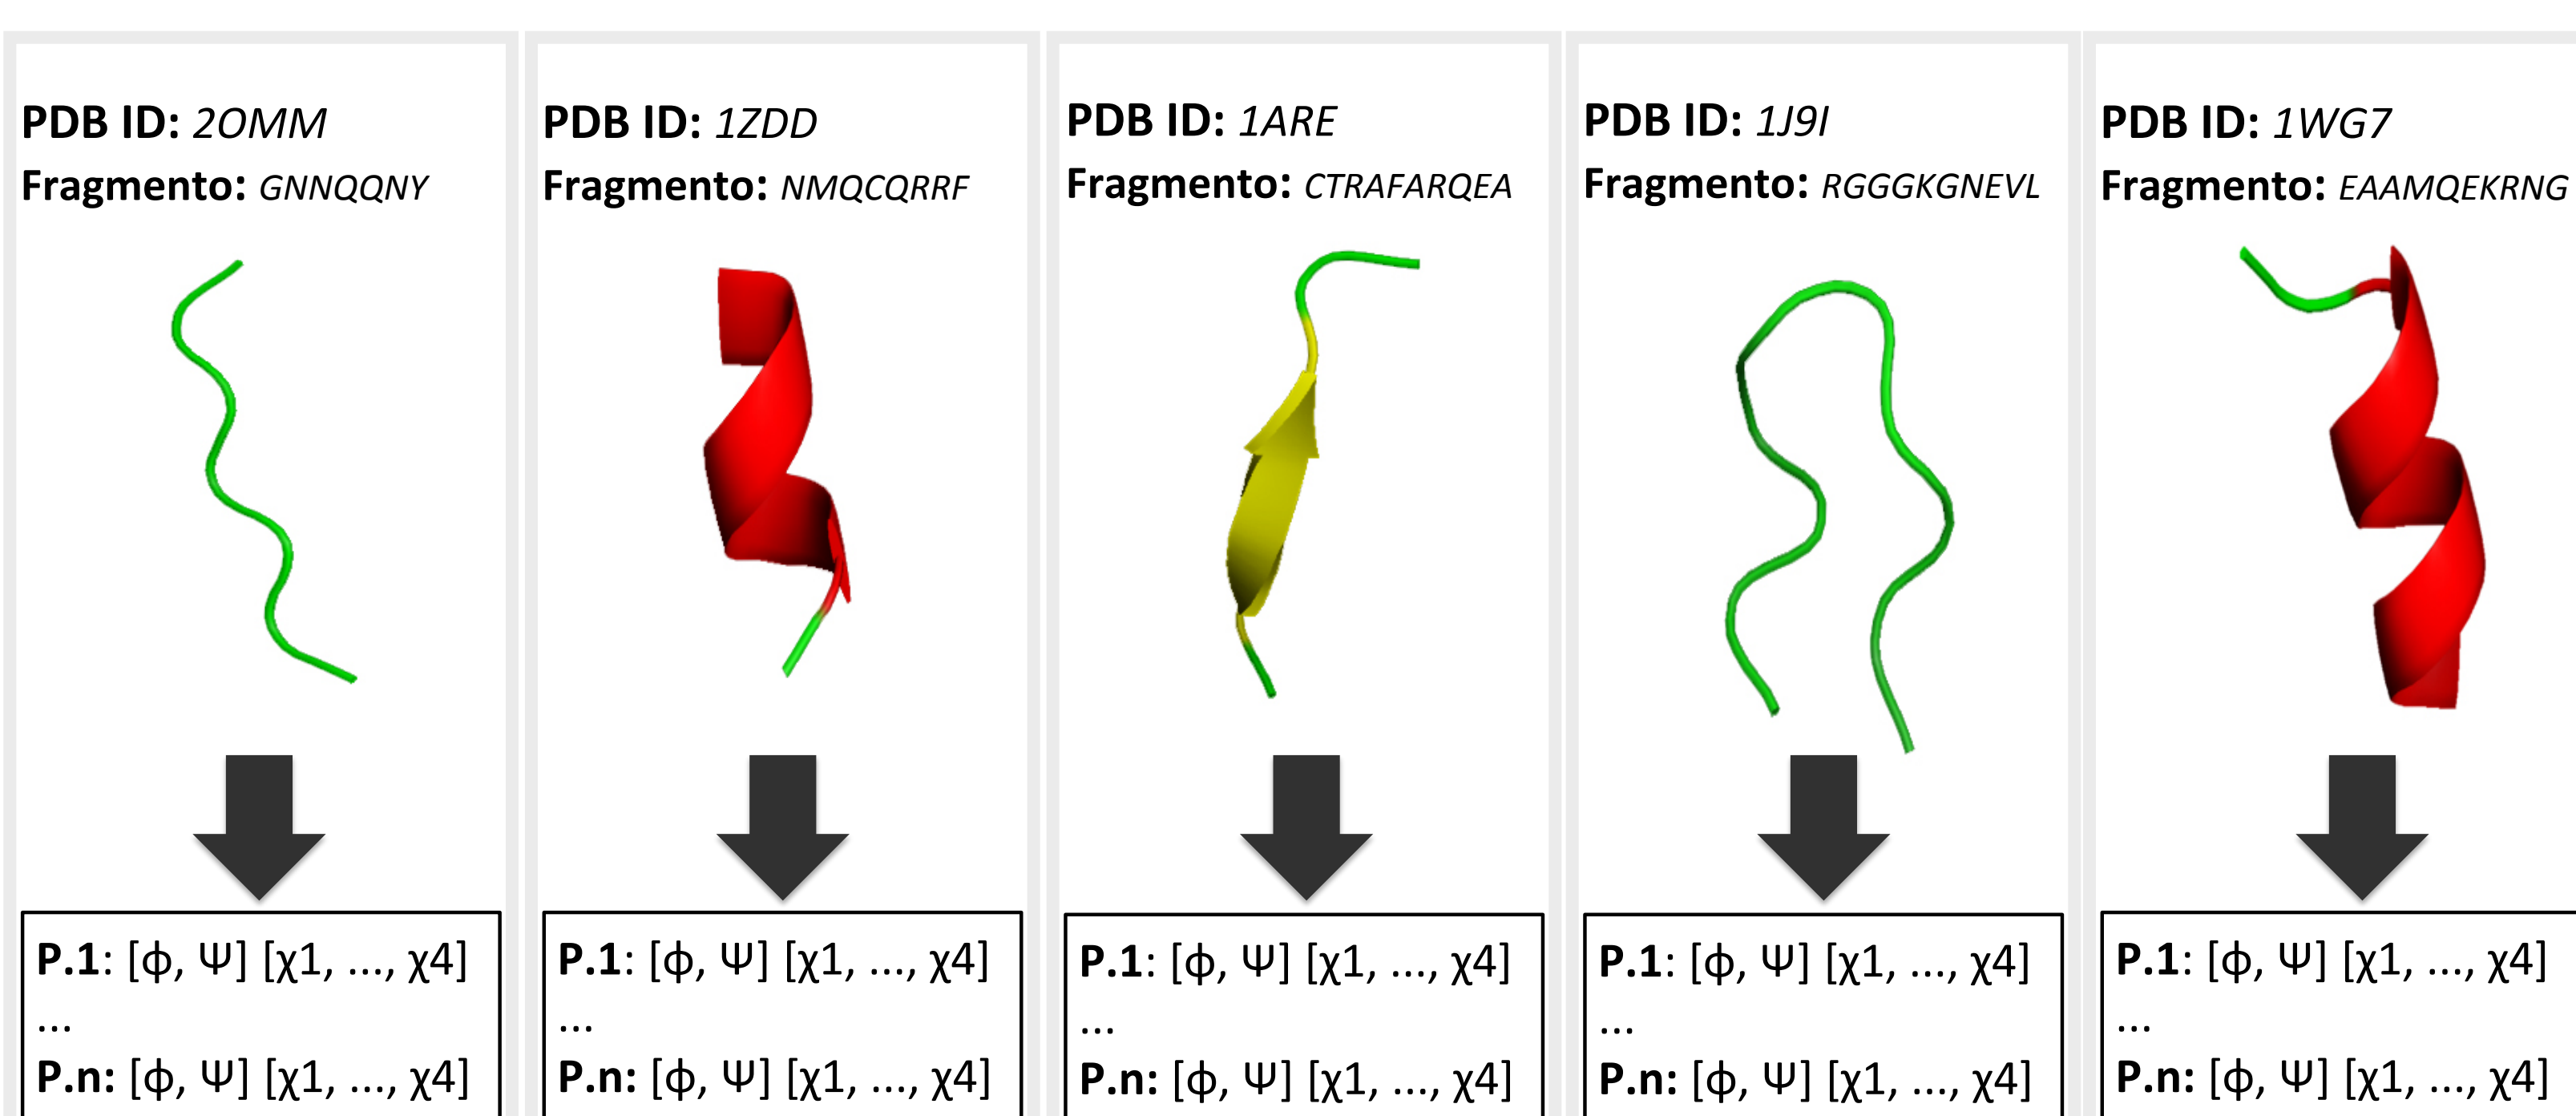 PDB ID: 2OMM
Fragmento: GNNQQNY
P.1: [ϕ, Ψ] [χ1, ..., χ4]
...
P.n: [ϕ, Ψ] [χ1, ..., χ4]
PDB ID: 1ZDD
Fragmento: NMQCQRRF
P.1: [ϕ, Ψ] [χ1, ..., χ4]
...
P.n: [ϕ, Ψ] [χ1, ..., χ4]
PDB ID: 1ARE
Fragmento: CTRAFARQEA
P.1: [ϕ, Ψ] [χ1, ..., χ4]
...
P.n: [ϕ, Ψ] [χ1, ..., χ4]
PDB ID: 1J9I
Fragmento: RGGGKGNEVL
P.1: [ϕ, Ψ] [χ1, ..., χ4]
...
P.n: [ϕ, Ψ] [χ1, ..., χ4]
PDB ID: 1WG7
Fragmento: EAAMQEKRNG
P.1: [ϕ, Ψ] [χ1, ..., χ4]
...
P.n: [ϕ, Ψ] [χ1, ..., χ4]